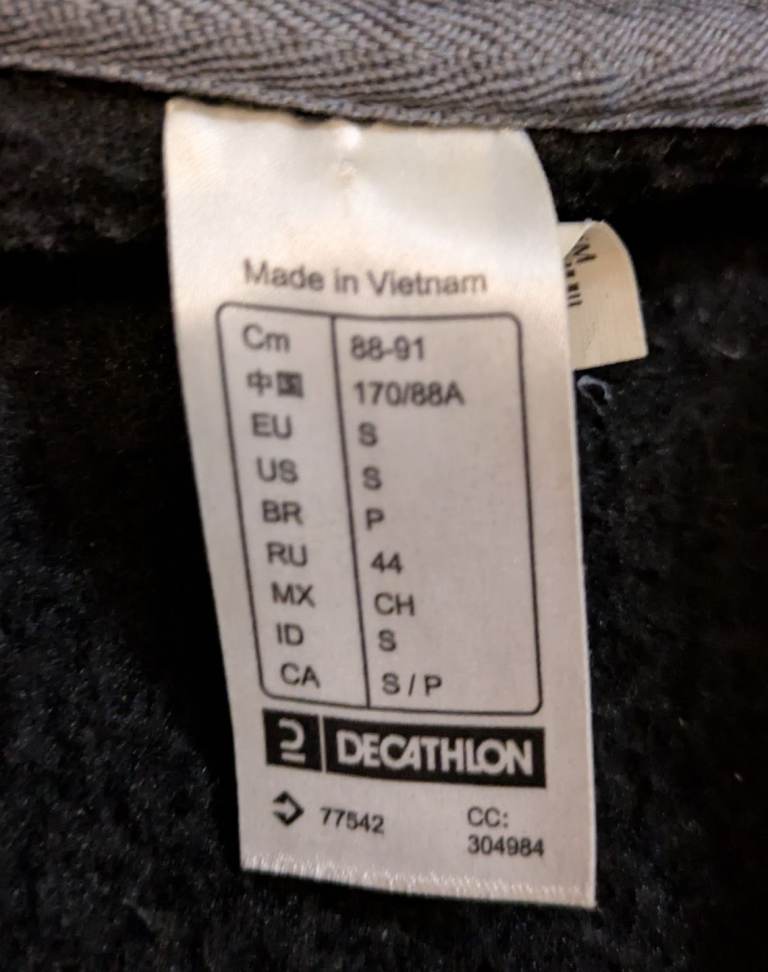 Made in Vietnam
Cm 88-91
中国 170/88A
EU S
US S
BR P
RU 44
MX CH
ID S
CA S / P
DECATHLON
77542 CC:
304984